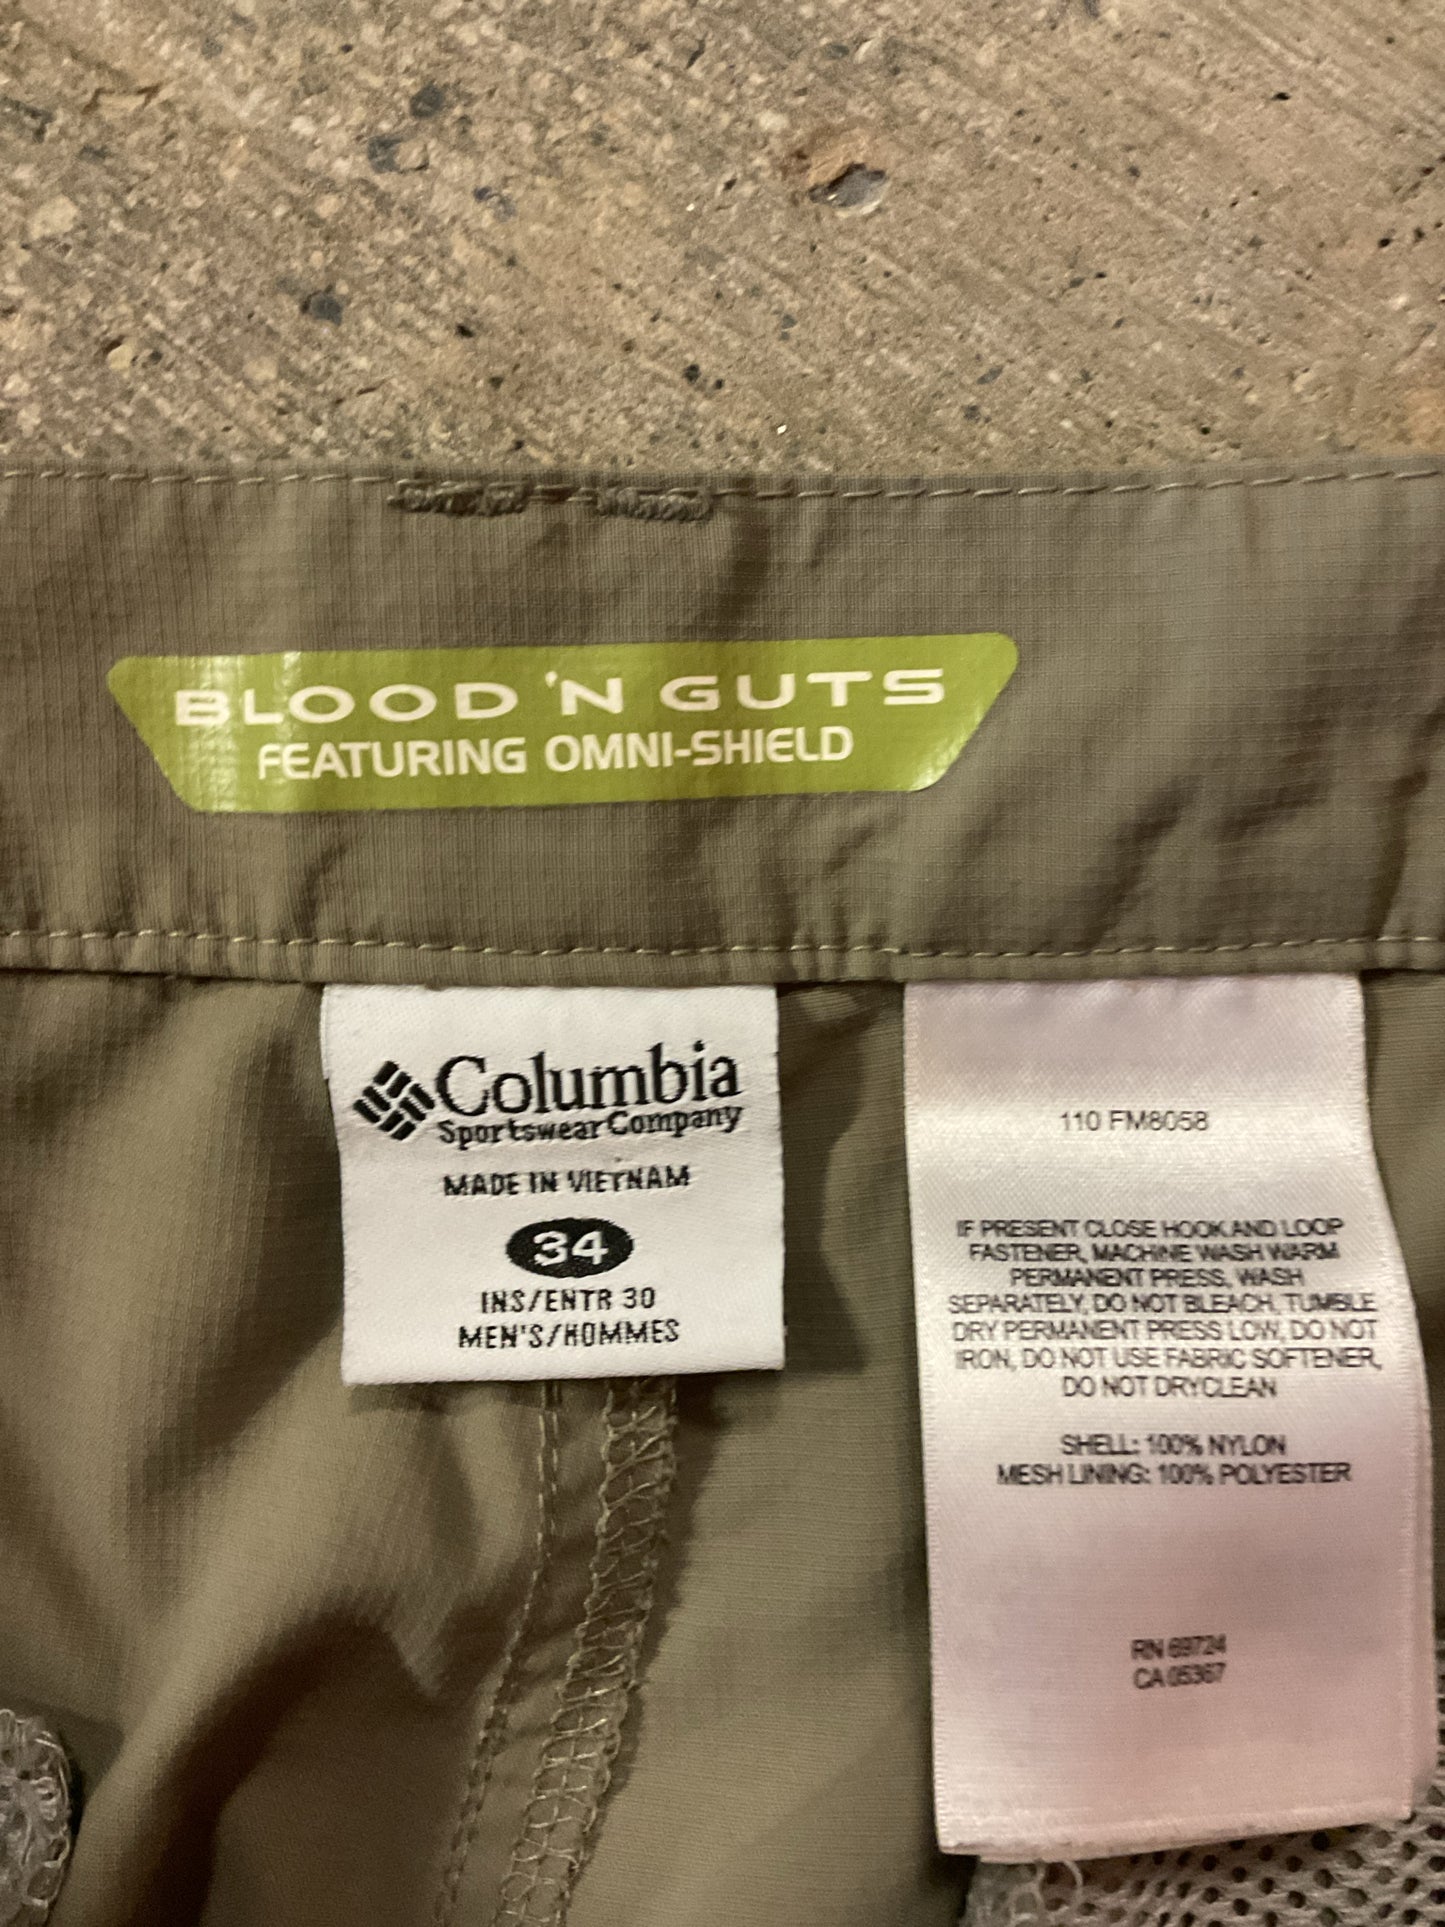 BLOOD 'N GUTS
FEATURING OMNI-SHIELD
Columbia
Sportswear Company
MADE IN VIETNAM
34
INS/ENTR 30
MEN'S/HOMMES
110 FM8058
IF PRESENT CLOSE HOOK AND LOOP
FASTENER, MACHINE WASH WARM
PERMANENT PRESS, WASH
SEPARATELY, DO NOT BLEACH, TUMBLE
DRY PERMANENT PRESS LOW, DO NOT
IRON, DO NOT USE FABRIC SOFTENER,
DO NOT DRYCLEAN
SHELL: 100% NYLON
MESH LINING: 100% POLYESTER
RN 69724
CA 05367